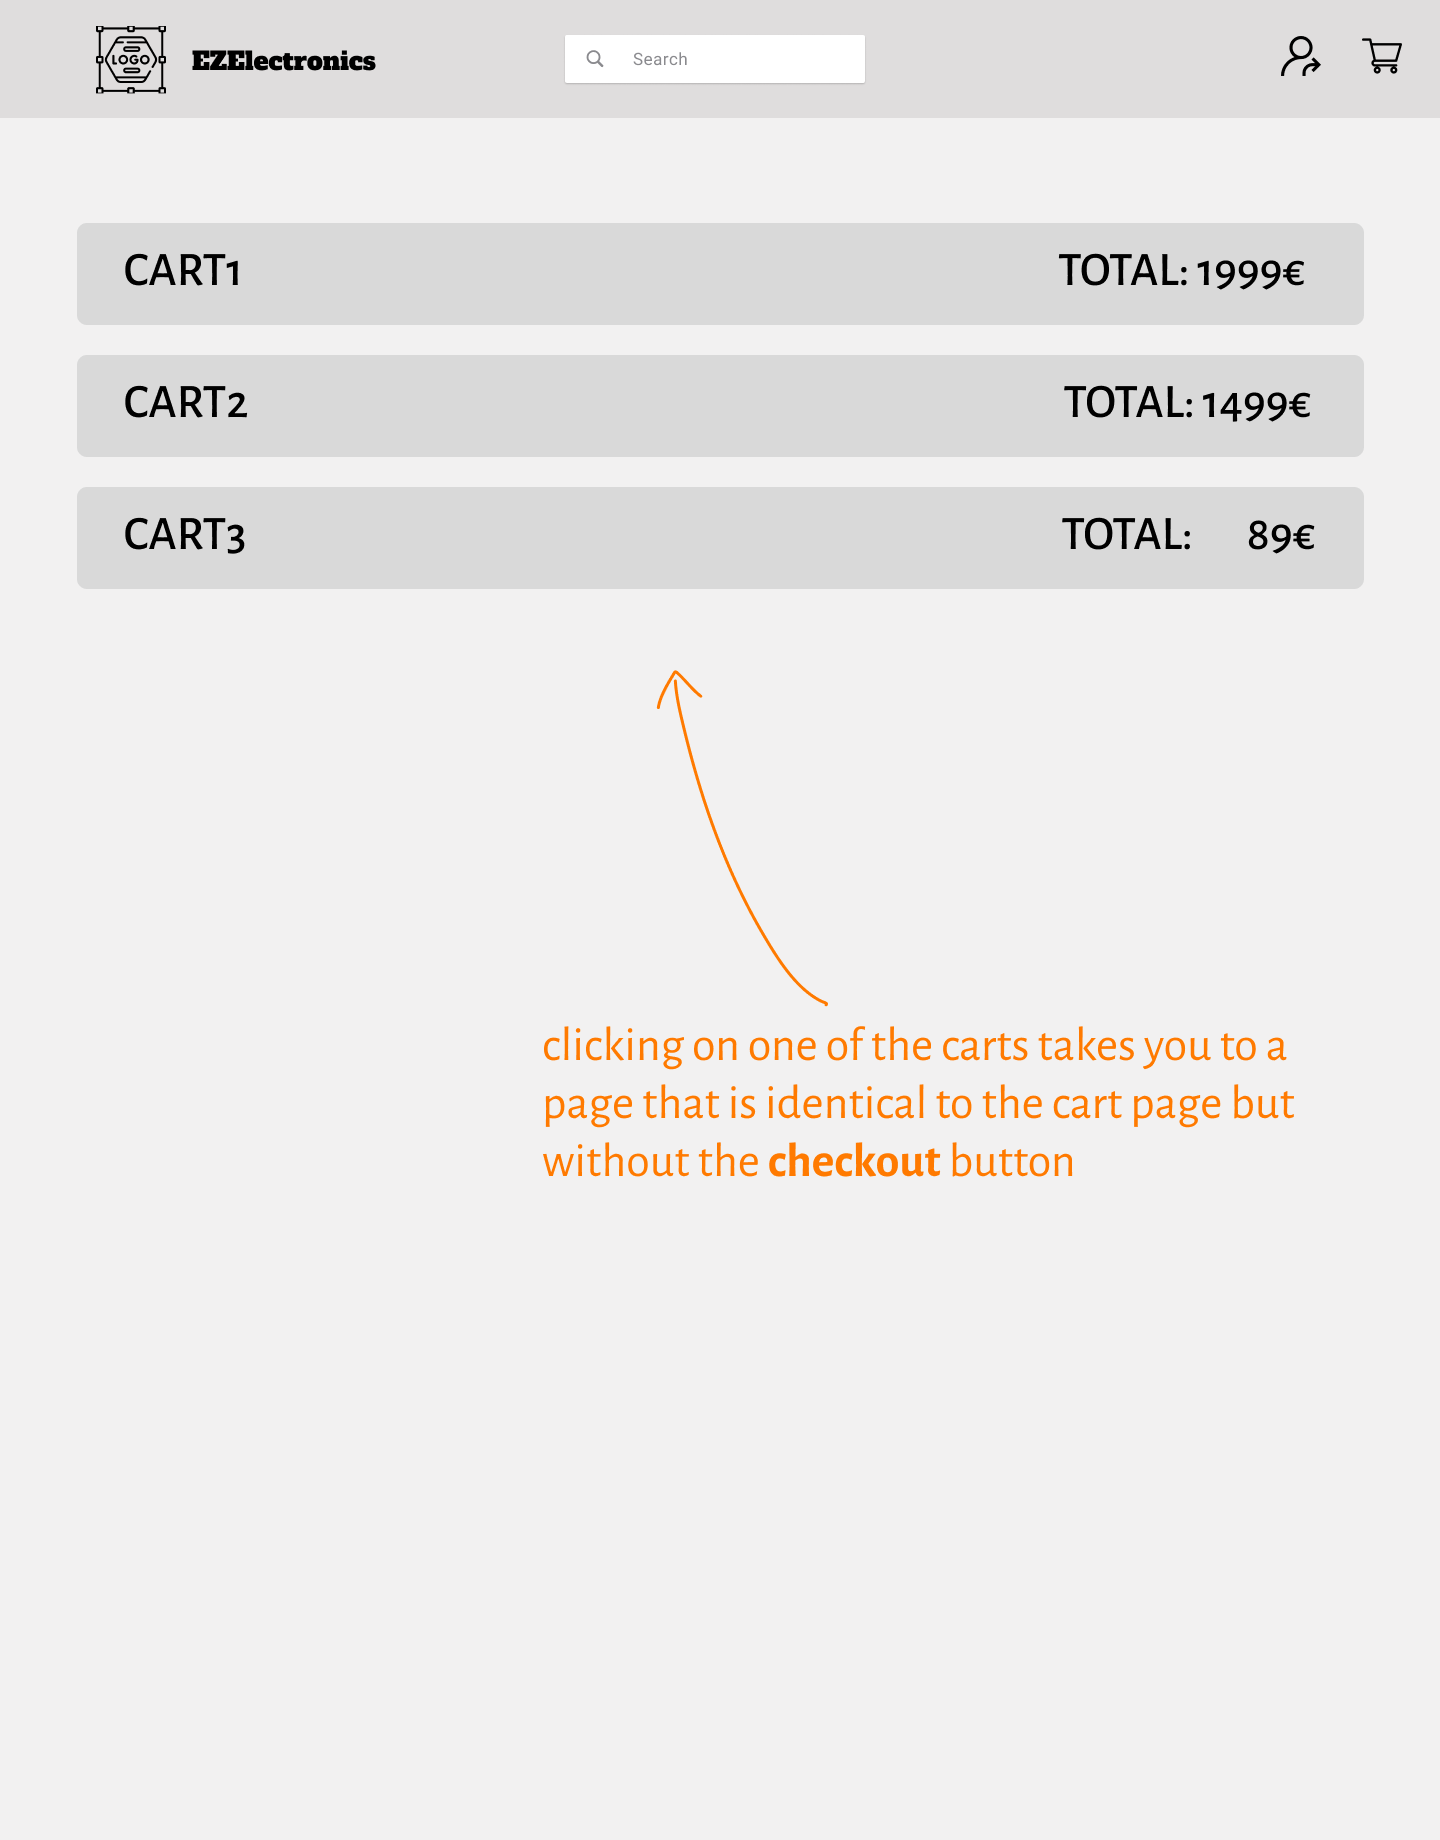 LOGO
EZElectronics
Search
CART1
TOTAL: 1999€
CART2
TOTAL: 1499€
CART3
TOTAL: 89€
clicking on one of the carts takes you to a
page that is identical to the cart page but
without the checkout button